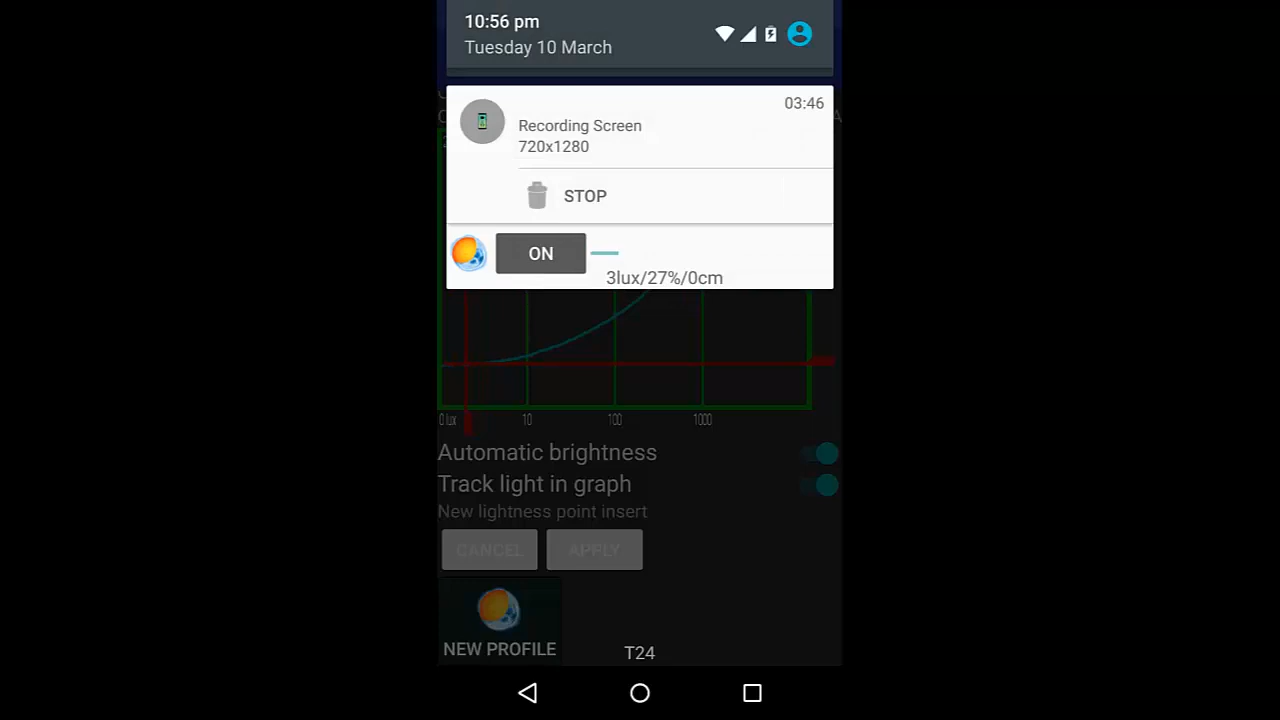 10:56 pm
Tuesday 10 March
03:46
Recording Screen
720x1280
STOP
ON
3lux/27%/0cm
0 lux 10 100 1000
Automatic brightness
Track light in graph
New lightness point insert
CANCEL APPLY
NEW PROFILE
T24